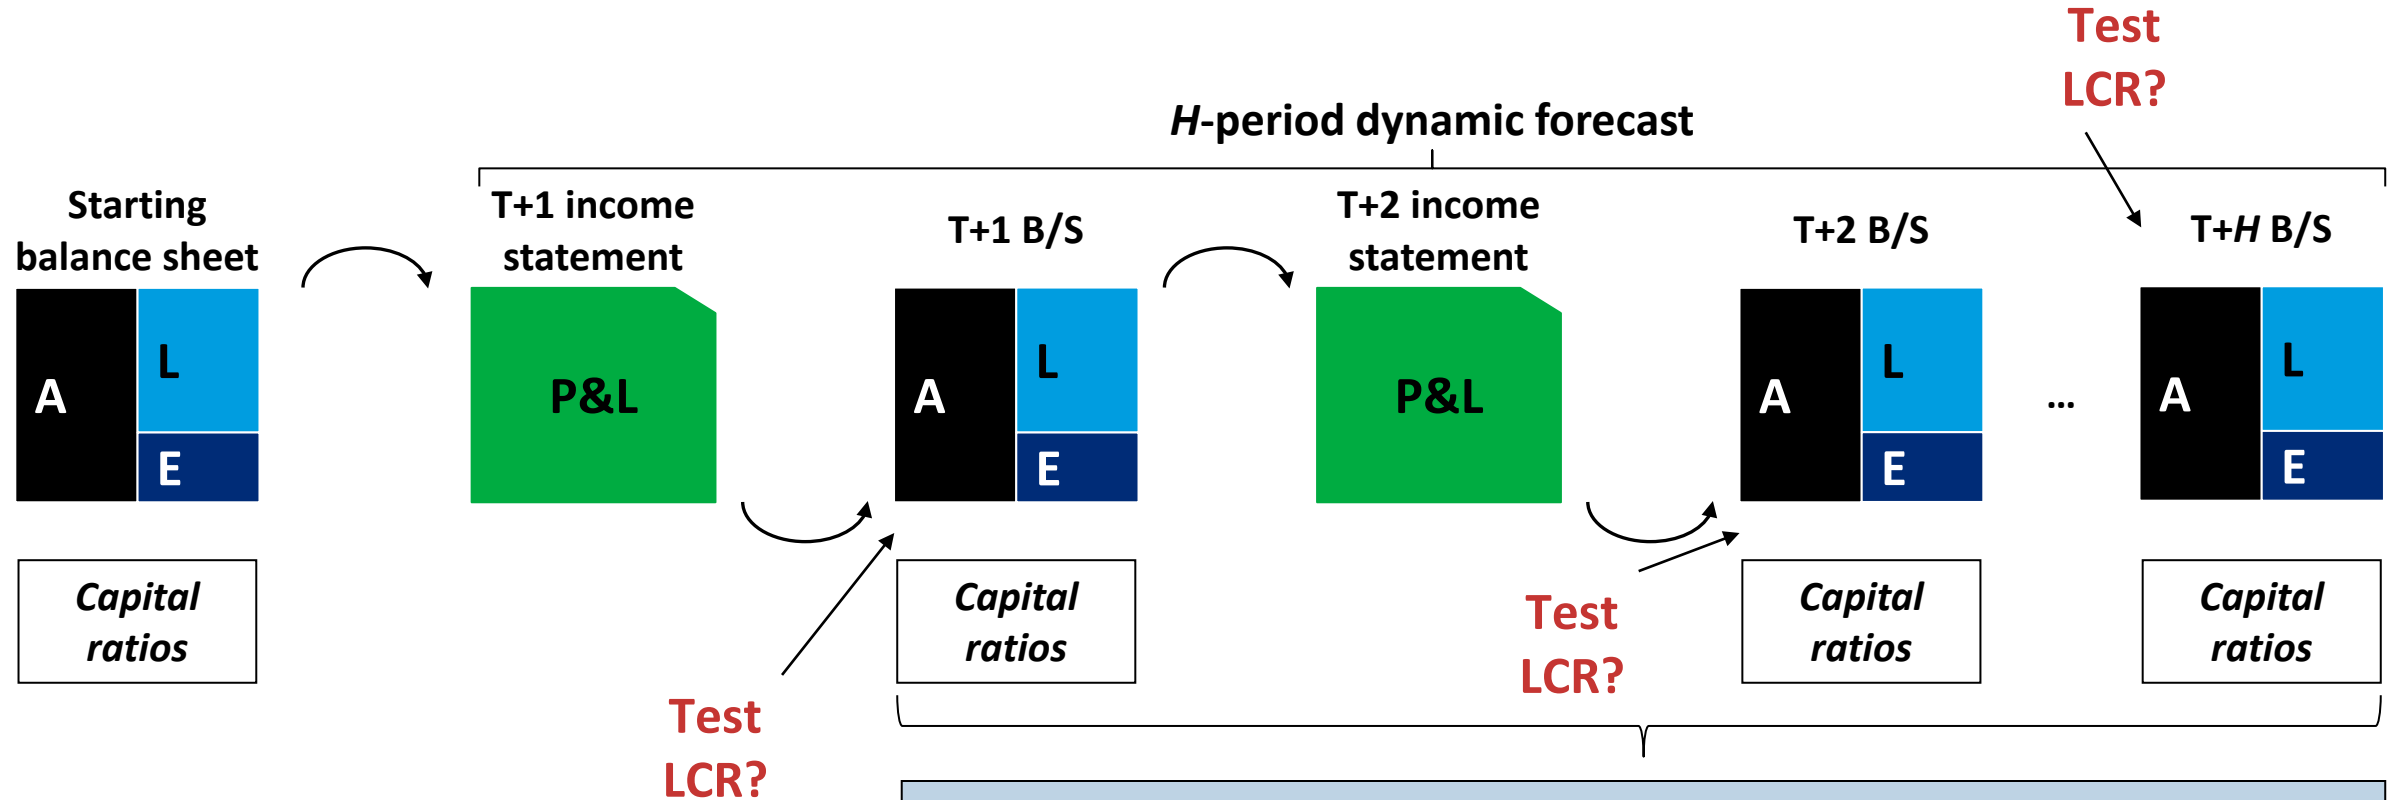 Test
LCR?
H-period dynamic forecast
Starting
balance sheet
T+1 income
statement
T+1 B/S
T+2 income
statement
T+2 B/S
T+H B/S
A
L
E
P&L
A
L
E
P&L
A
L
E
...
A
L
E
Capital
ratios
Capital
ratios
Capital
ratios
Capital
ratios
Test
LCR?
Test
LCR?